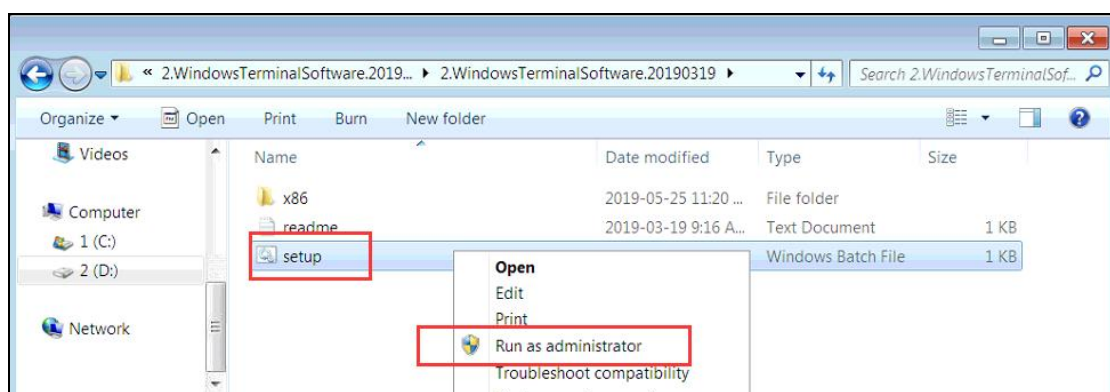 « 2.WindowsTerminalSoftware.2019... ▸ 2.WindowsTerminalSoftware.20190319 ▸ Search 2.WindowsTerminalSof...
Organize Open Print Burn New folder
Videos
Name Date modified Type Size
x86 2019-05-25 11:20 ... File folder
Computer
readme 2019-03-19 9:16 A... Text Document 1 KB
1 (C:)
setup Windows Batch File 1 KB
2 (D:)
Open
Edit
Print
Network
Run as administrator
Troubleshoot compatibility